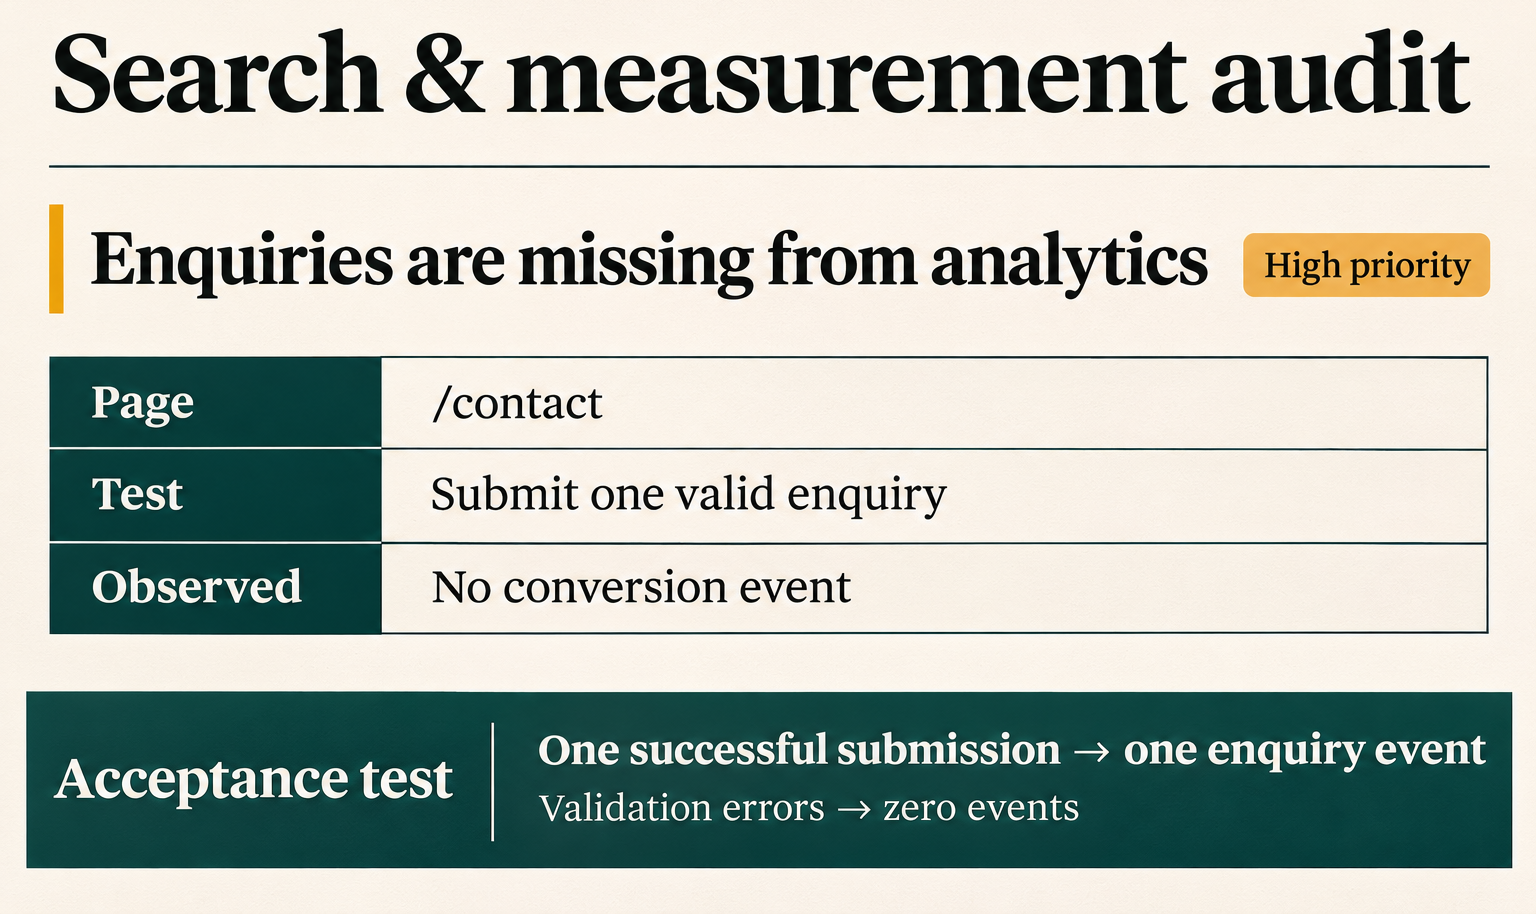 Search & measurement audit
Enquiries are missing from analytics
High priority
Page
/contact
Test
Submit one valid enquiry
Observed
No conversion event
Acceptance test
One successful submission → one enquiry event
Validation errors → zero events